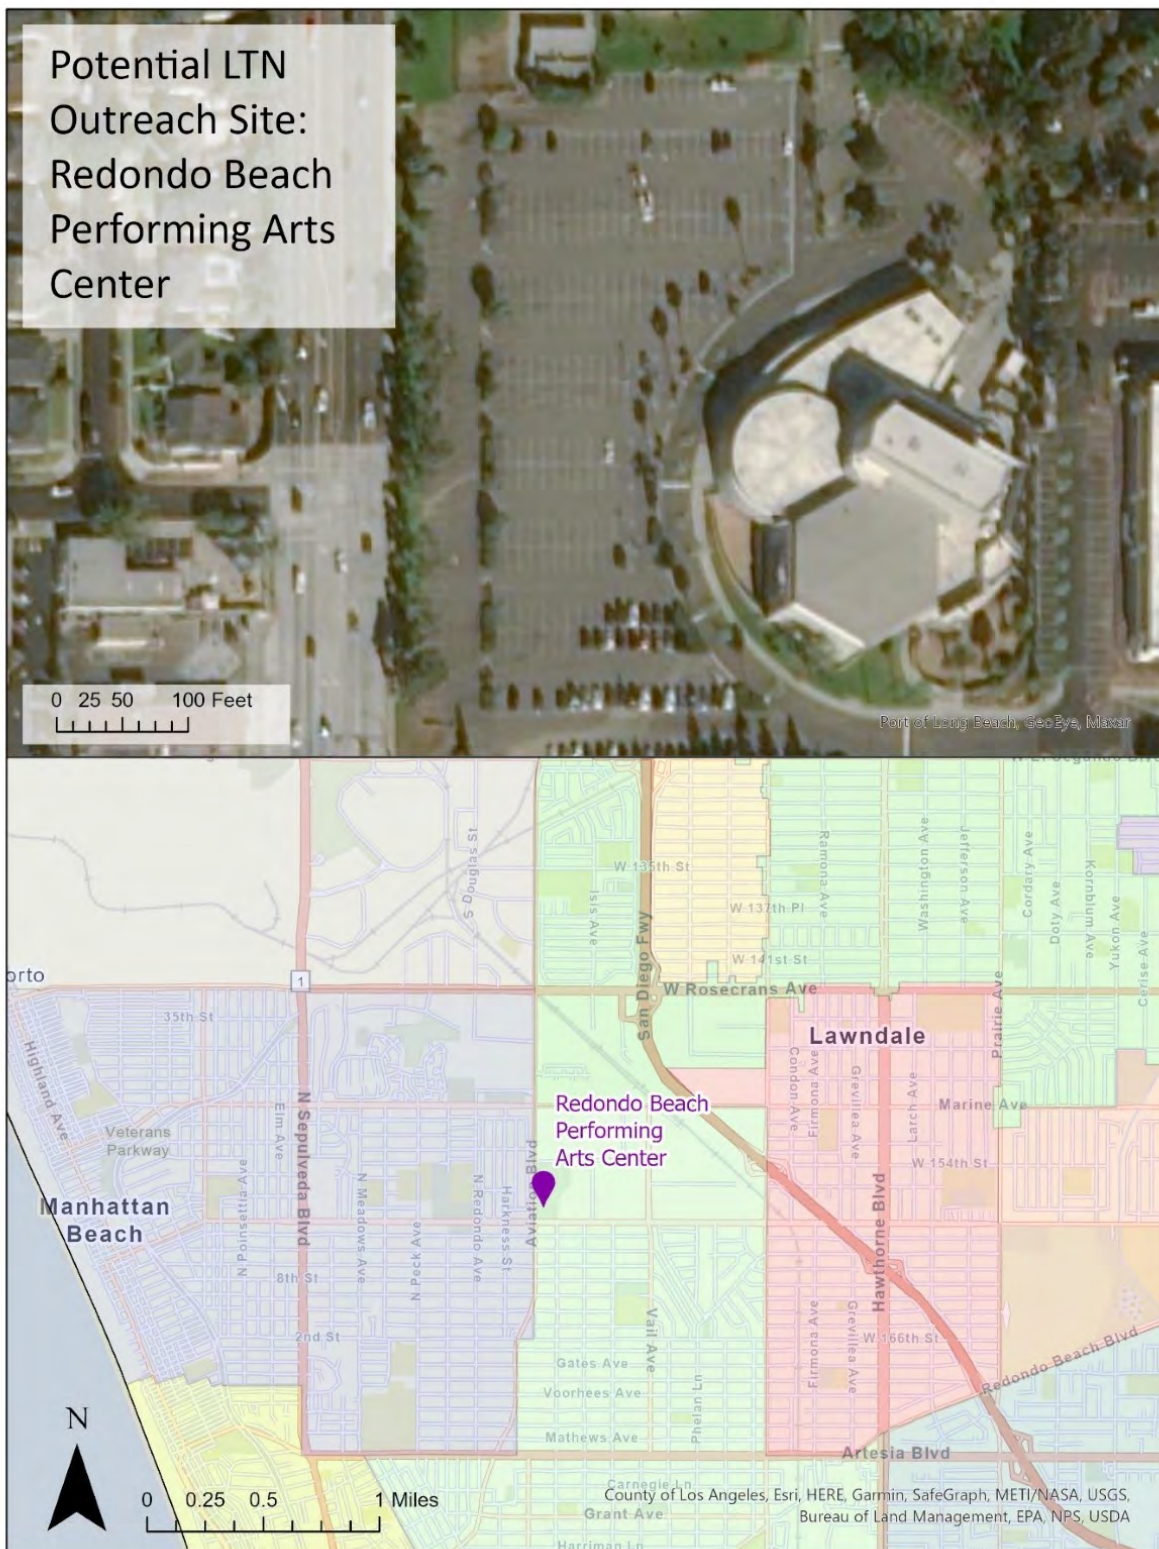 Potential LTN
Outreach Site:
Redondo Beach
Performing Arts
Center
0 25 50 100 Feet
Port of Long Beach, GeoEye, Maxar
S Douglas St
W 135th St
Isis Ave
San Diego Fwy
W 137th Pl
W 141st St
Ramona Ave
Washington Ave
Jefferson Ave
Cordary Ave
Doty Ave
Kornblum Ave
Yukon Ave
Cerise Ave
orto
1
W Rosecrans Ave
35th St
Highland Ave
Lawndale
Prairie Ave
Condon Ave
Firmona Ave
Grevillea Ave
Larch Ave
Marine Ave
W 154th St
Redondo Beach
Performing
Arts Center
Elm Ave
N Sepulveda Blvd
Veterans
Parkway
Manhattan
Beach
N Poinsettia Ave
N Meadows Ave
N Peck Ave
N Redondo Ave
Harkness St
Aviation Blvd
Hawthorne Blvd
8th St
2nd St
Vail Ave
Firmona Ave
Grevillea Ave
W 166th St
Redondo Beach Blvd
Gates Ave
Voorhees Ave
Phelan Ln
Mathews Ave
Artesia Blvd
N
0 0.25 0.5 1 Miles
Carnegie Ln
Grant Ave
Harriman Ln
County of Los Angeles, Esri, HERE, Garmin, SafeGraph, METI/NASA, USGS,
Bureau of Land Management, EPA, NPS, USDA